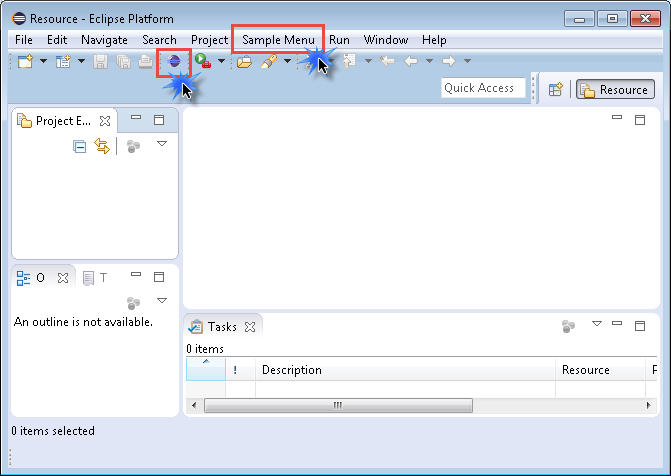 Resource - Eclipse Platform
File Edit Navigate Search Project Sample Menu Run Window Help
Quick Access
Resource
Project E...
O T
An outline is not available.
Tasks
0 items
! Description Resource P
0 items selected